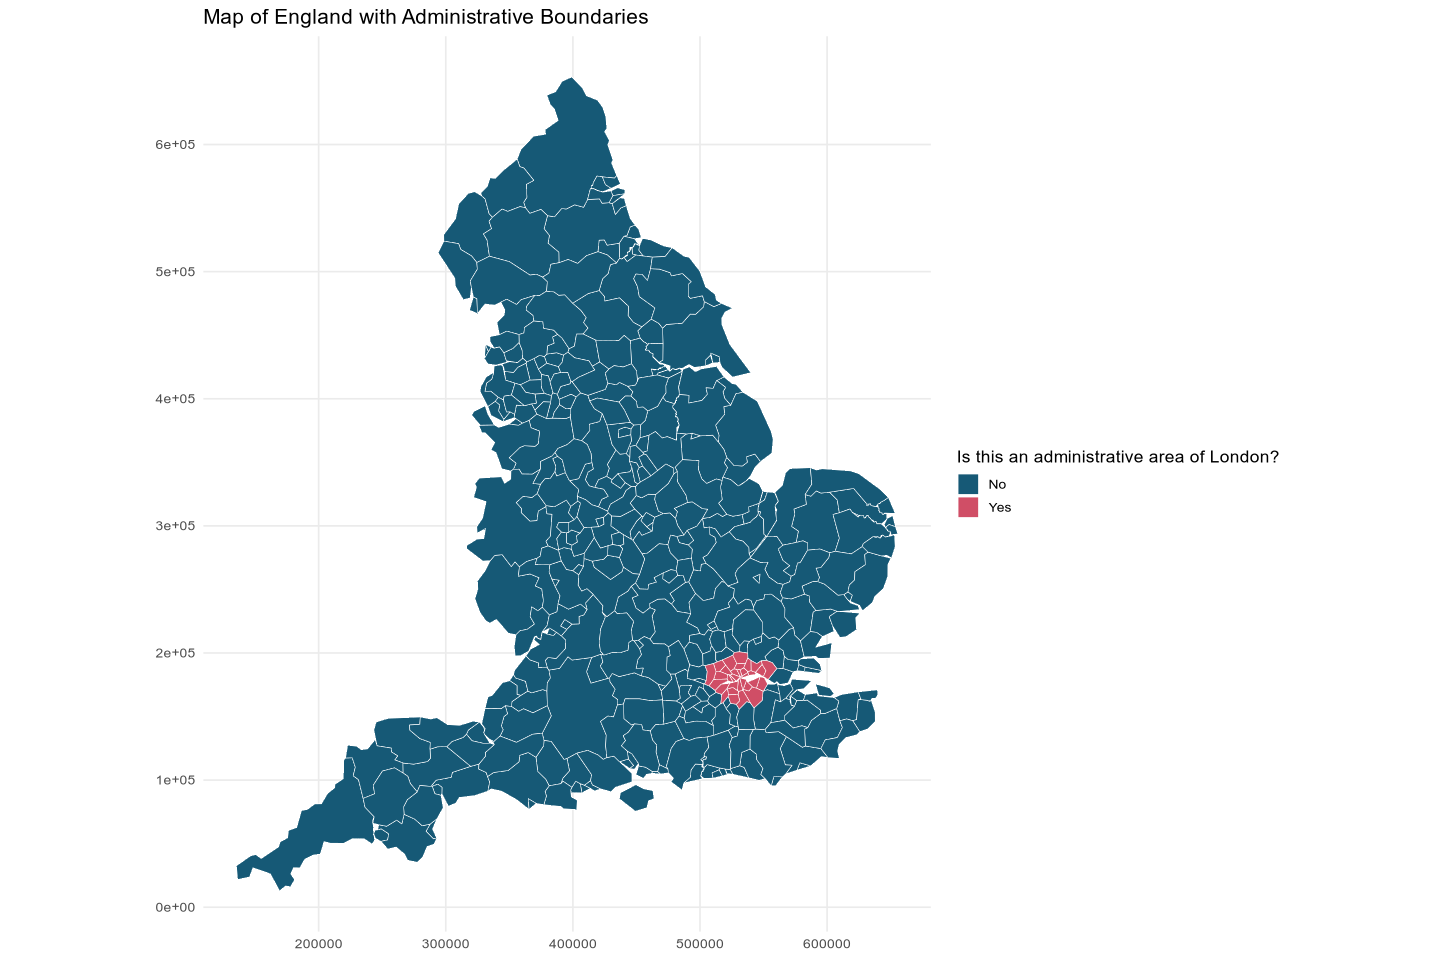 Map of England with Administrative Boundaries
6e+05
5e+05
4e+05
3e+05
2e+05
1e+05
0e+00
200000
300000
400000
500000
600000
Is this an administrative area of London?
No
Yes